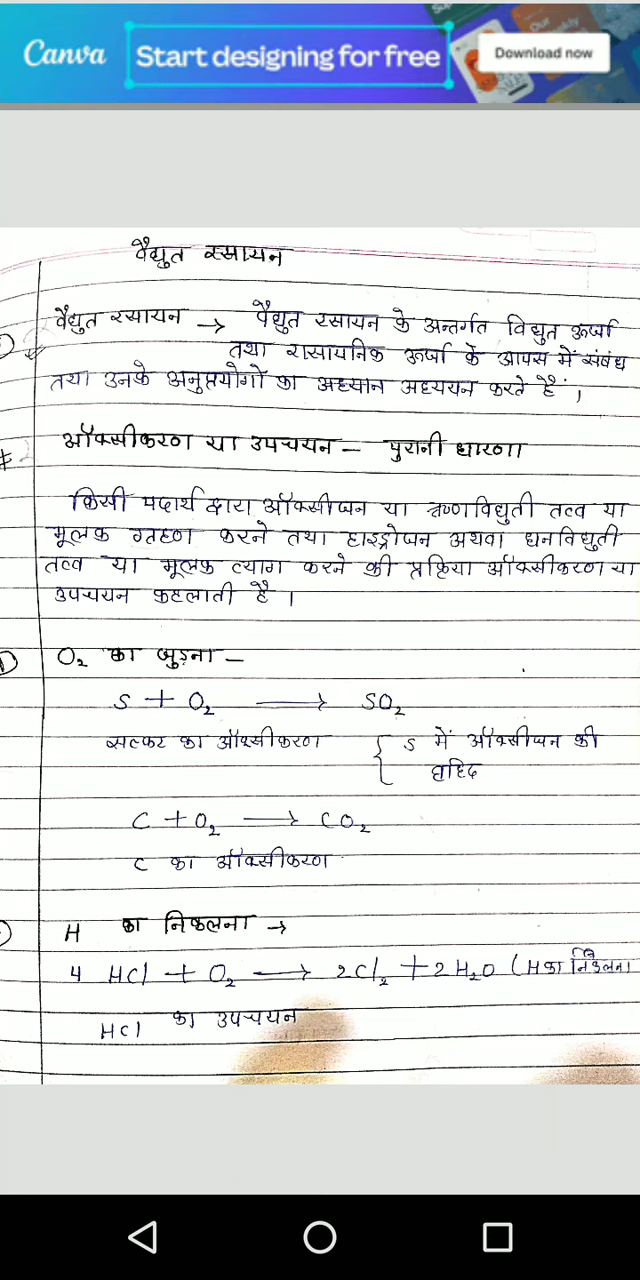 Canva
Start designing for free
Download now
वैद्युत रसायन
वैद्युत रसायन → वैद्युत रसायन के अन्तर्गत विद्युत ऊर्जा
तथा रासायनिक ऊर्जा के आपस में संबंध
तथा उनके अनुप्रयोगों का अध्यान अध्ययन करते हैं ।
ऑक्सीकरण या उपचयन – पुरानी धारणा
किसी पदार्थ द्वारा ऑक्सीजन या ऋणविद्युती तत्व या
मूलक ग्रहण करने तथा हाइड्रोजन अथवा धनविद्युती
तत्व या मूलक त्याग करने की प्रक्रिया ऑक्सीकरण या
उपचयन कहलाती है ।
O₂ का जुड़ना –
S + O₂ ⟶ SO₂
सल्फर का ऑक्सीकरण { S में ऑक्सीजन की
वृद्धि
C + O₂ ⟶ CO₂
C का ऑक्सीकरण
H का निकलना →
4 HCl + O₂ ⟶ 2Cl₂ + 2H₂O (H का निकलना
HCl का उपचयन